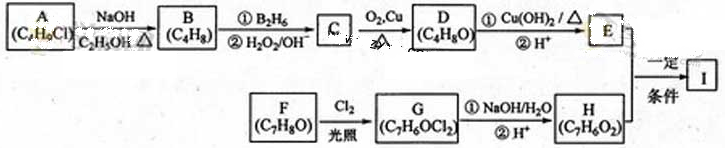 A (C₄H₉Cl) NaOH C₂H₅OH △ B (C₄H₈) ① B₂H₆ ② H₂O₂/OH⁻ C O₂,Cu △ D (C₄H₈O) ① Cu(OH)₂/△ ② H⁺ E
一定 条件 I
F (C₇H₈O) Cl₂ 光照 G (C₇H₆OCl₂) ① NaOH/H₂O ② H⁺ H (C₇H₆O₂)